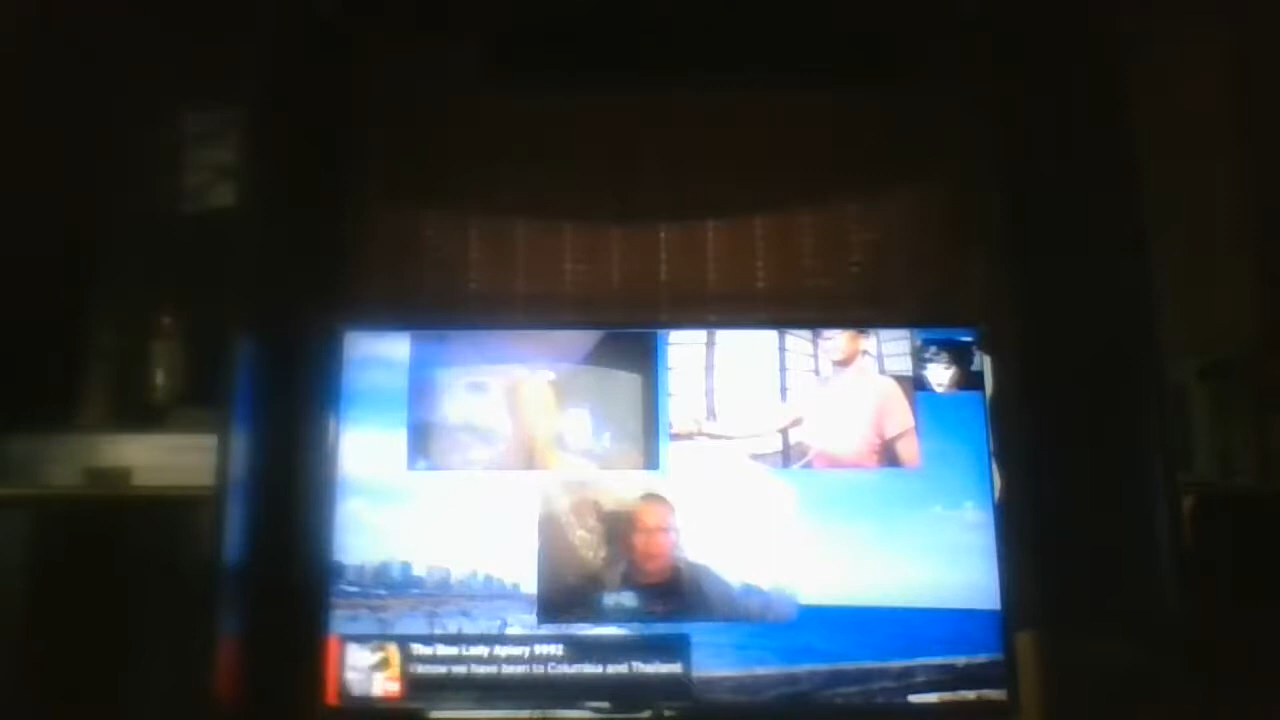 The Bee Lady Apiary 9992
I know we have been to Columbia and Thailand